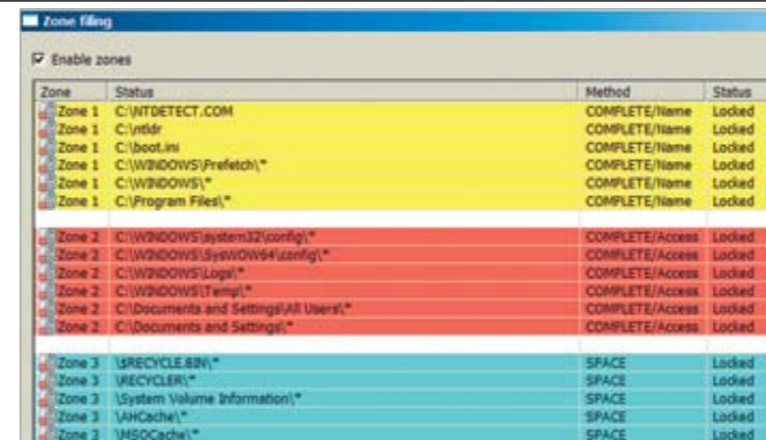 Zone filing
Enable zones
Zone Status Method Status
Zone 1 C:\NTDETECT.COM COMPLETE/Name Locked
Zone 1 C:\ntldr COMPLETE/Name Locked
Zone 1 C:\boot.ini COMPLETE/Name Locked
Zone 1 C:\WINDOWS\Prefetch\* COMPLETE/Name Locked
Zone 1 C:\WINDOWS\* COMPLETE/Name Locked
Zone 1 C:\Program Files\* COMPLETE/Name Locked
Zone 2 C:\WINDOWS\system32\config\* COMPLETE/Access Locked
Zone 2 C:\WINDOWS\SysWOW64\config\* COMPLETE/Access Locked
Zone 2 C:\WINDOWS\Logs\* COMPLETE/Access Locked
Zone 2 C:\WINDOWS\Temp\* COMPLETE/Access Locked
Zone 2 C:\Documents and Settings\All Users\* COMPLETE/Access Locked
Zone 2 C:\Documents and Settings\* COMPLETE/Access Locked
Zone 3 \$RECYCLE.BIN\* SPACE Locked
Zone 3 \RECYCLER\* SPACE Locked
Zone 3 \System Volume Information\* SPACE Locked
Zone 3 \AHCache\* SPACE Locked
Zone 3 \MSOCache\* SPACE Locked